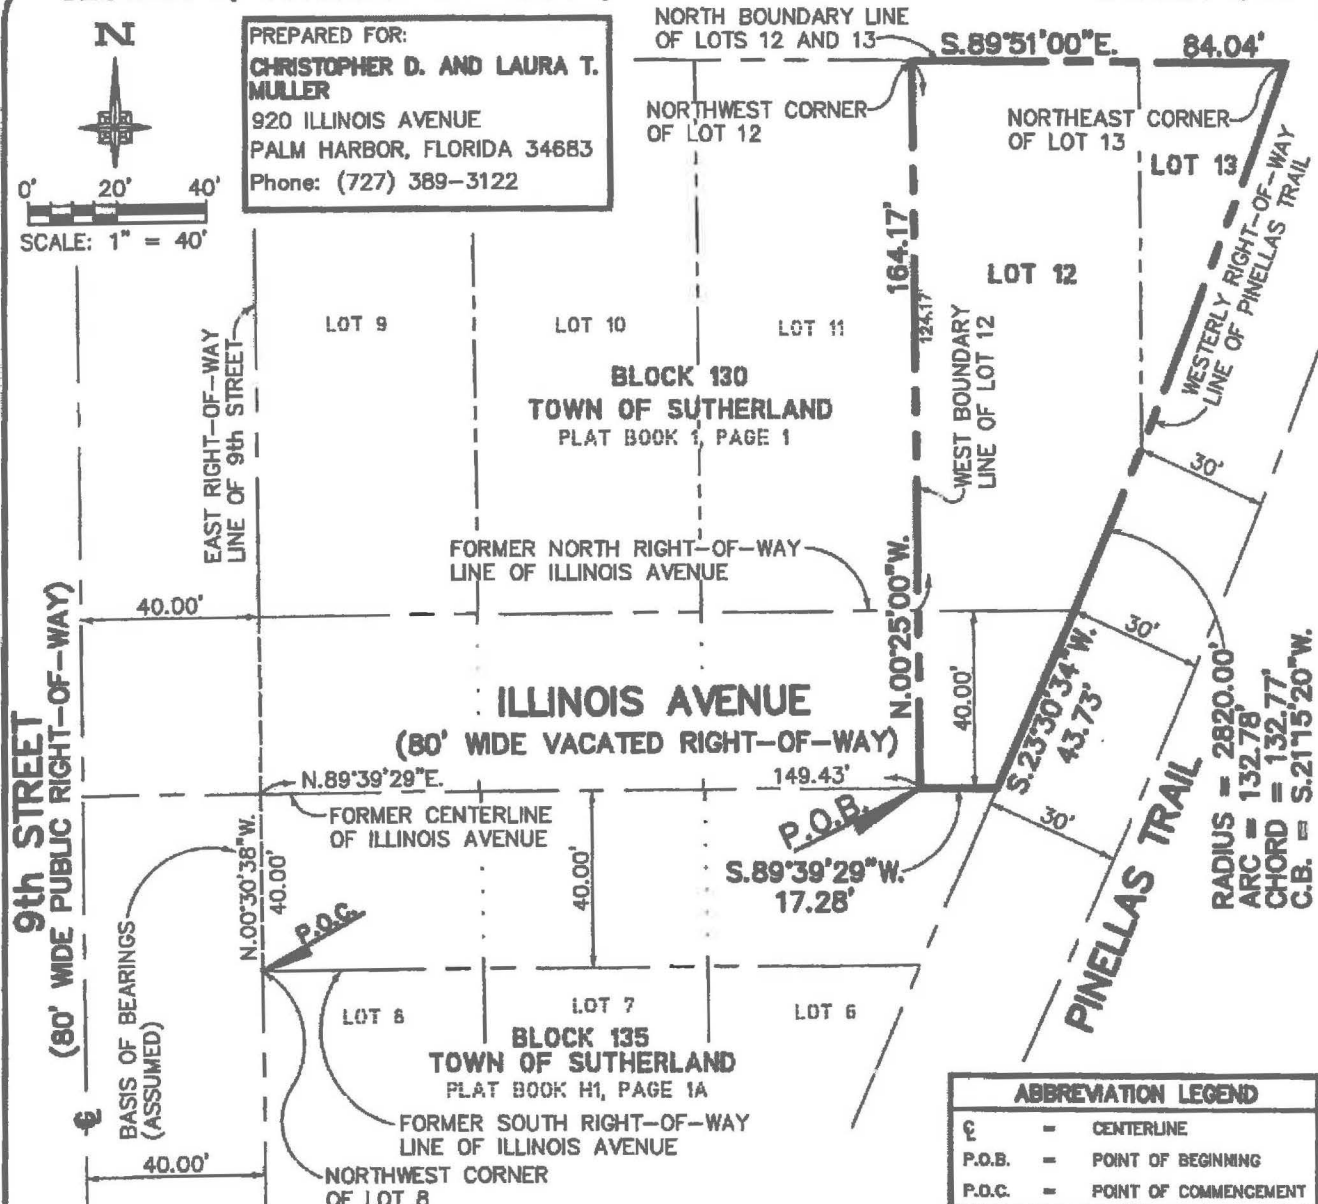 N
PREPARED FOR:
CHRISTOPHER D. AND LAURA T.
MULLER
920 ILLINOIS AVENUE
PALM HARBOR, FLORIDA 34683
Phone: (727) 389-3122
0' 20' 40'
SCALE: 1" = 40'
NORTH BOUNDARY LINE
OF LOTS 12 AND 13
S.89°51'00"E. 84.04'
NORTHWEST CORNER
OF LOT 12
NORTHEAST CORNER
OF LOT 13
LOT 13
WESTERLY RIGHT-OF-WAY
LINE OF PINELLAS TRAIL
164.17'
124.17'
LOT 12
WEST BOUNDARY
LINE OF LOT 12
LOT 9
LOT 10
LOT 11
EAST RIGHT-OF-WAY
LINE OF 9th STREET
BLOCK 130
TOWN OF SUTHERLAND
PLAT BOOK 1, PAGE 1
30'
FORMER NORTH RIGHT-OF-WAY
LINE OF ILLINOIS AVENUE
N.00°25'00"W.
40.00'
30'
S.23°30'34"W.
43.73'
40.00'
RADIUS = 2820.00'
ARC = 132.78'
CHORD = 132.77'
C.B. = S.21°15'20"W.
ILLINOIS AVENUE
(80' WIDE VACATED RIGHT-OF-WAY)
9th STREET
(80' WIDE PUBLIC RIGHT-OF-WAY)
N.89°39'29"E.
149.43'
FORMER CENTERLINE
OF ILLINOIS AVENUE
P.O.B.
S.89°39'29"W.
17.28'
30'
PINELLAS TRAIL
N.00°30'38"W.
40.00'
40.00'
BASIS OF BEARINGS
(ASSUMED)
P.O.C.
LOT 8
LOT 7
LOT 6
BLOCK 135
TOWN OF SUTHERLAND
PLAT BOOK H1, PAGE 1A
FORMER SOUTH RIGHT-OF-WAY
LINE OF ILLINOIS AVENUE
℄
40.00'
NORTHWEST CORNER
OF LOT 8
ABBREVIATION LEGEND
℄ = CENTERLINE
P.O.B. = POINT OF BEGINNING
P.O.C. = POINT OF COMMENCEMENT